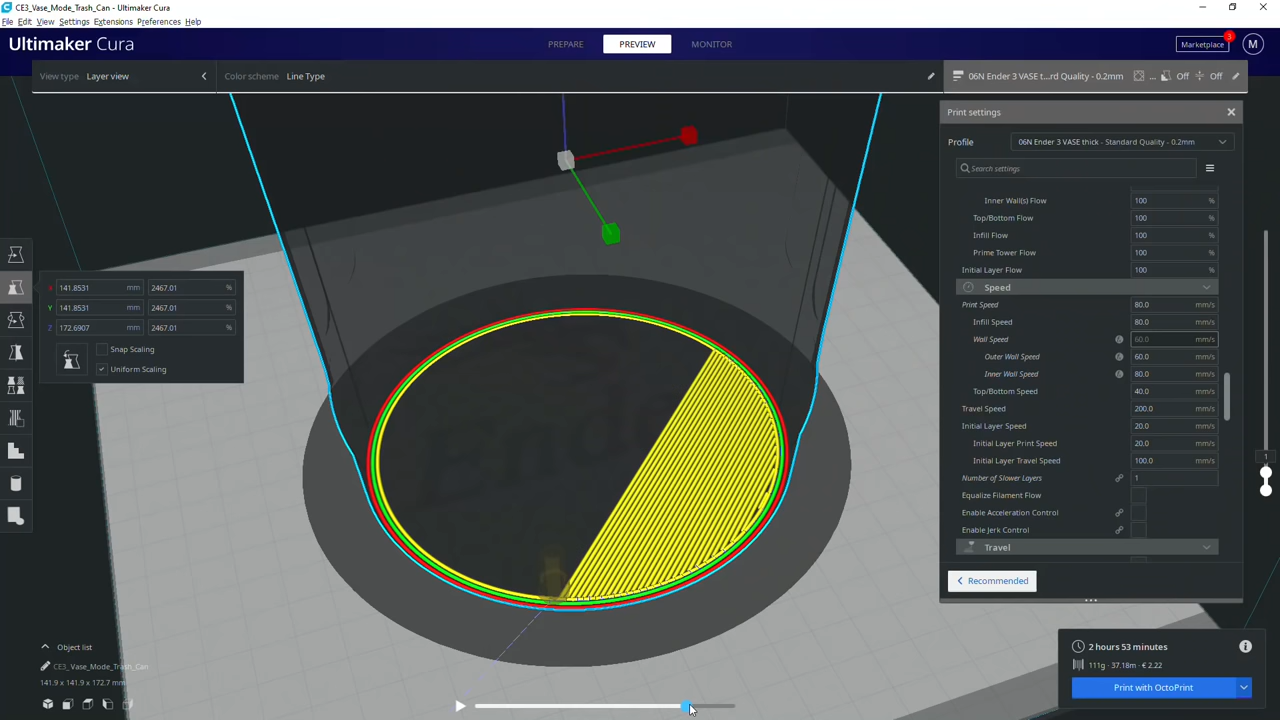 CE3_Vase_Mode_Trash_Can - Ultimaker Cura
File Edit View Settings Extensions Preferences Help
Ultimaker Cura
PREPARE PREVIEW MONITOR
Marketplace 3 M
View type Layer view
Color scheme Line Type
06N Ender 3 VASE t...rd Quality - 0.2mm ... Off Off
Print settings
Profile 06N Ender 3 VASE thick - Standard Quality - 0.2mm
Search settings
Inner Wall(s) Flow 100 %
Top/Bottom Flow 100 %
Infill Flow 100 %
Prime Tower Flow 100 %
Initial Layer Flow 100 %
Speed
Print Speed 80.0 mm/s
Infill Speed 80.0 mm/s
Wall Speed 60.0 mm/s
Outer Wall Speed 60.0 mm/s
Inner Wall Speed 80.0 mm/s
Top/Bottom Speed 40.0 mm/s
Travel Speed 200.0 mm/s
Initial Layer Speed 20.0 mm/s
Initial Layer Print Speed 20.0 mm/s
Initial Layer Travel Speed 100.0 mm/s
Number of Slower Layers 1
Equalize Filament Flow
Enable Acceleration Control
Enable Jerk Control
Travel
Recommended
X 141.8531 mm 2467.01 %
Y 141.8531 mm 2467.01 %
Z 172.6907 mm 2467.01 %
Snap Scaling
Uniform Scaling
1
Object list
CE3_Vase_Mode_Trash_Can
141.9 x 141.9 x 172.7 mm
2 hours 53 minutes
111g · 37.18m · € 2.22
Print with OctoPrint